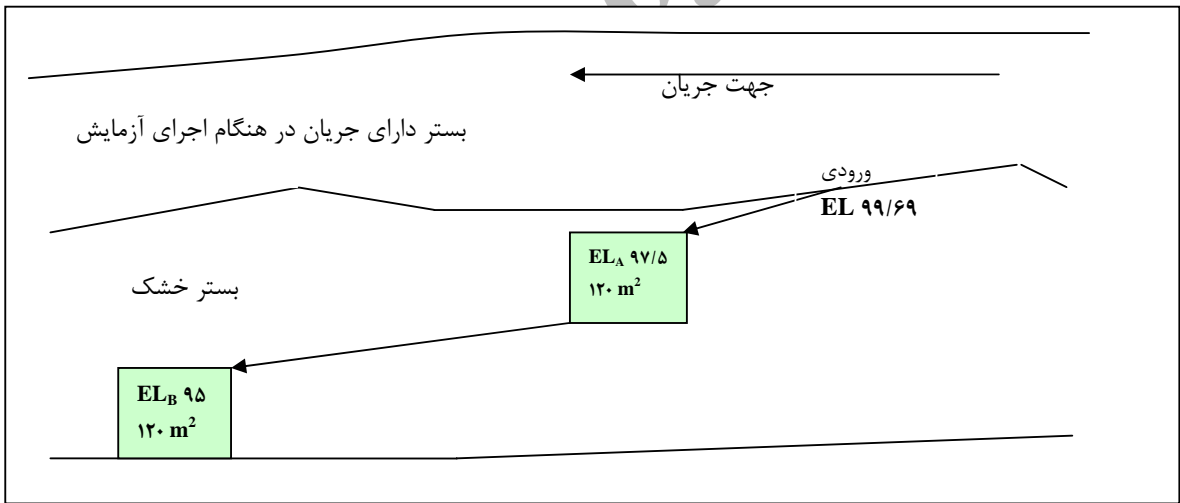 جهت جریان
بستر دارای جریان در هنگام اجرای آزمایش
ورودی
EL ۹۹/۶۹
EL_A ۹۷/۵
۱۲۰ m²
بستر خشک
EL_B ۹۵
۱۲۰ m²